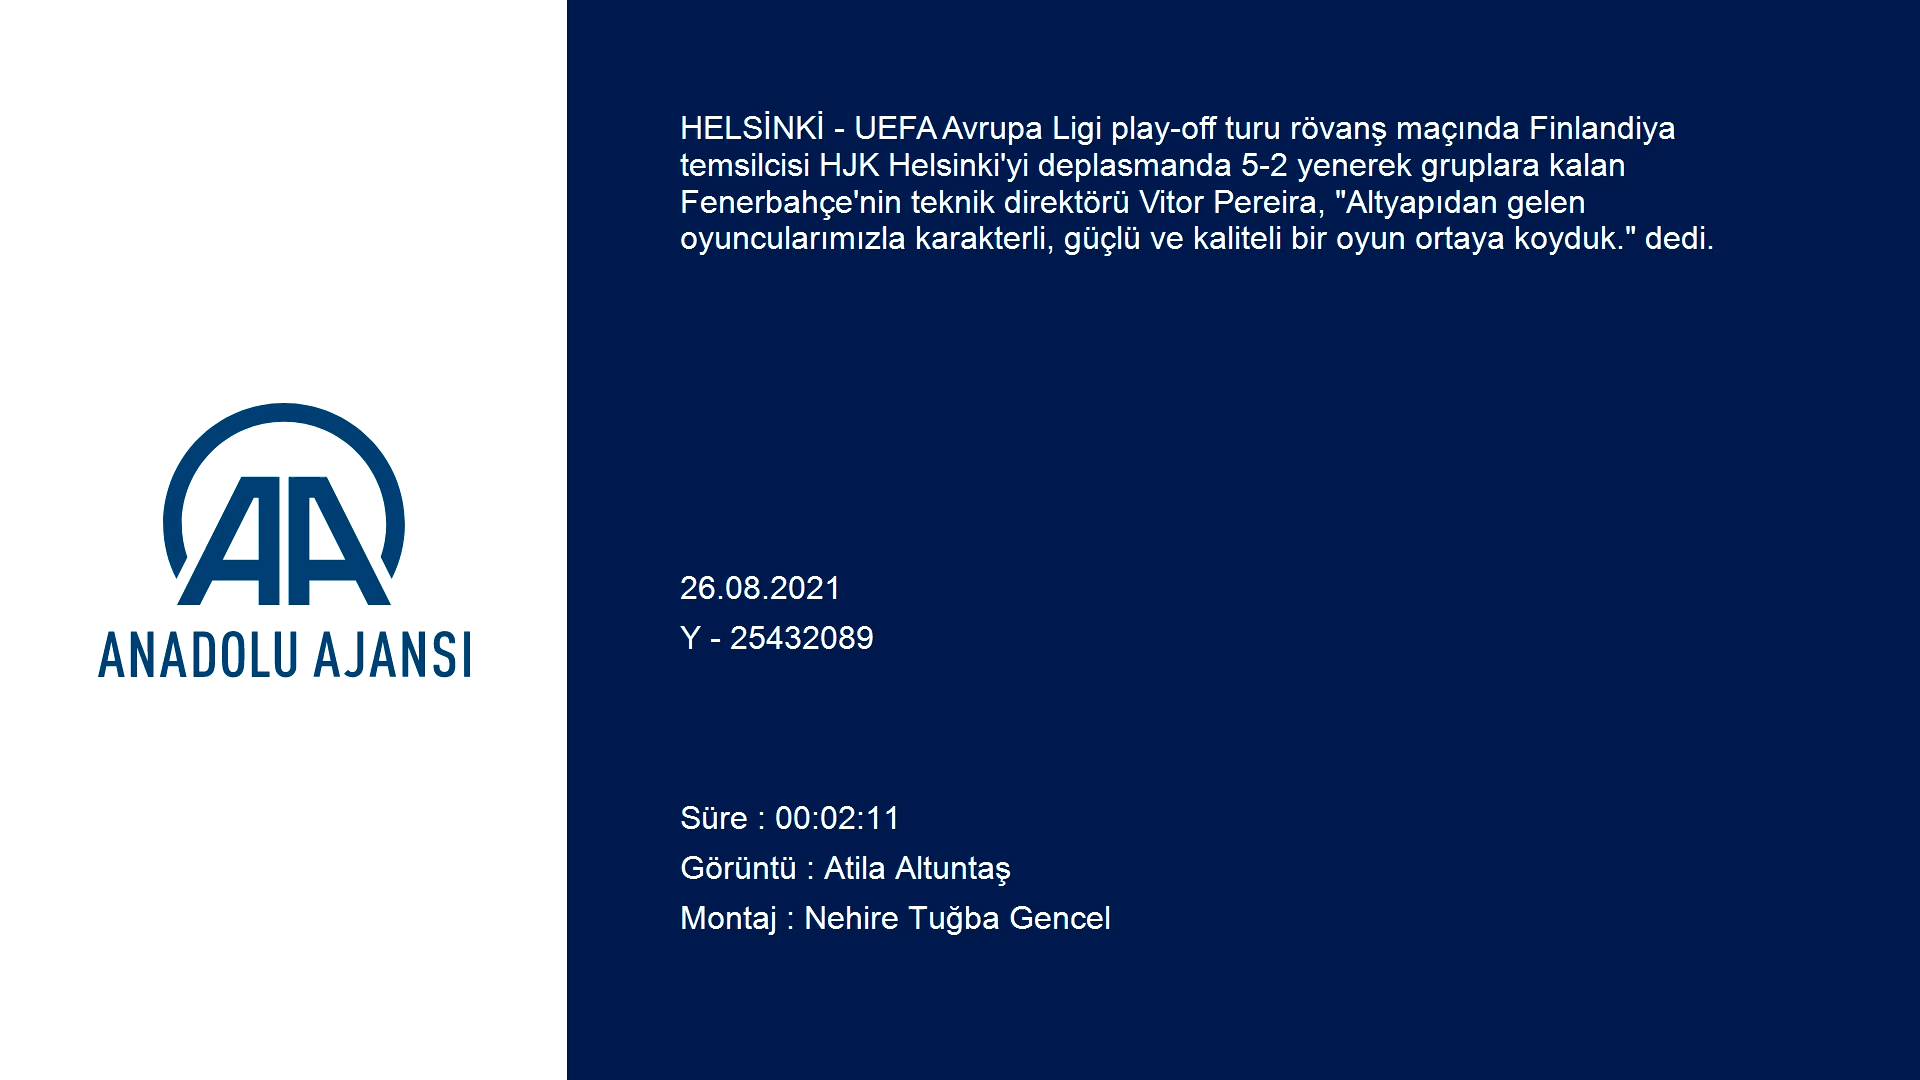 HELSİNKİ - UEFA Avrupa Ligi play-off turu rövanş maçında Finlandiya
temsilcisi HJK Helsinki'yi deplasmanda 5-2 yenerek gruplara kalan
Fenerbahçe'nin teknik direktörü Vitor Pereira, "Altyapıdan gelen
oyuncularımızla karakterli, güçlü ve kaliteli bir oyun ortaya koyduk." dedi.
AA
ANADOLU AJANSI
26.08.2021
Y - 25432089
Süre : 00:02:11
Görüntü : Atila Altuntaş
Montaj : Nehire Tuğba Gencel